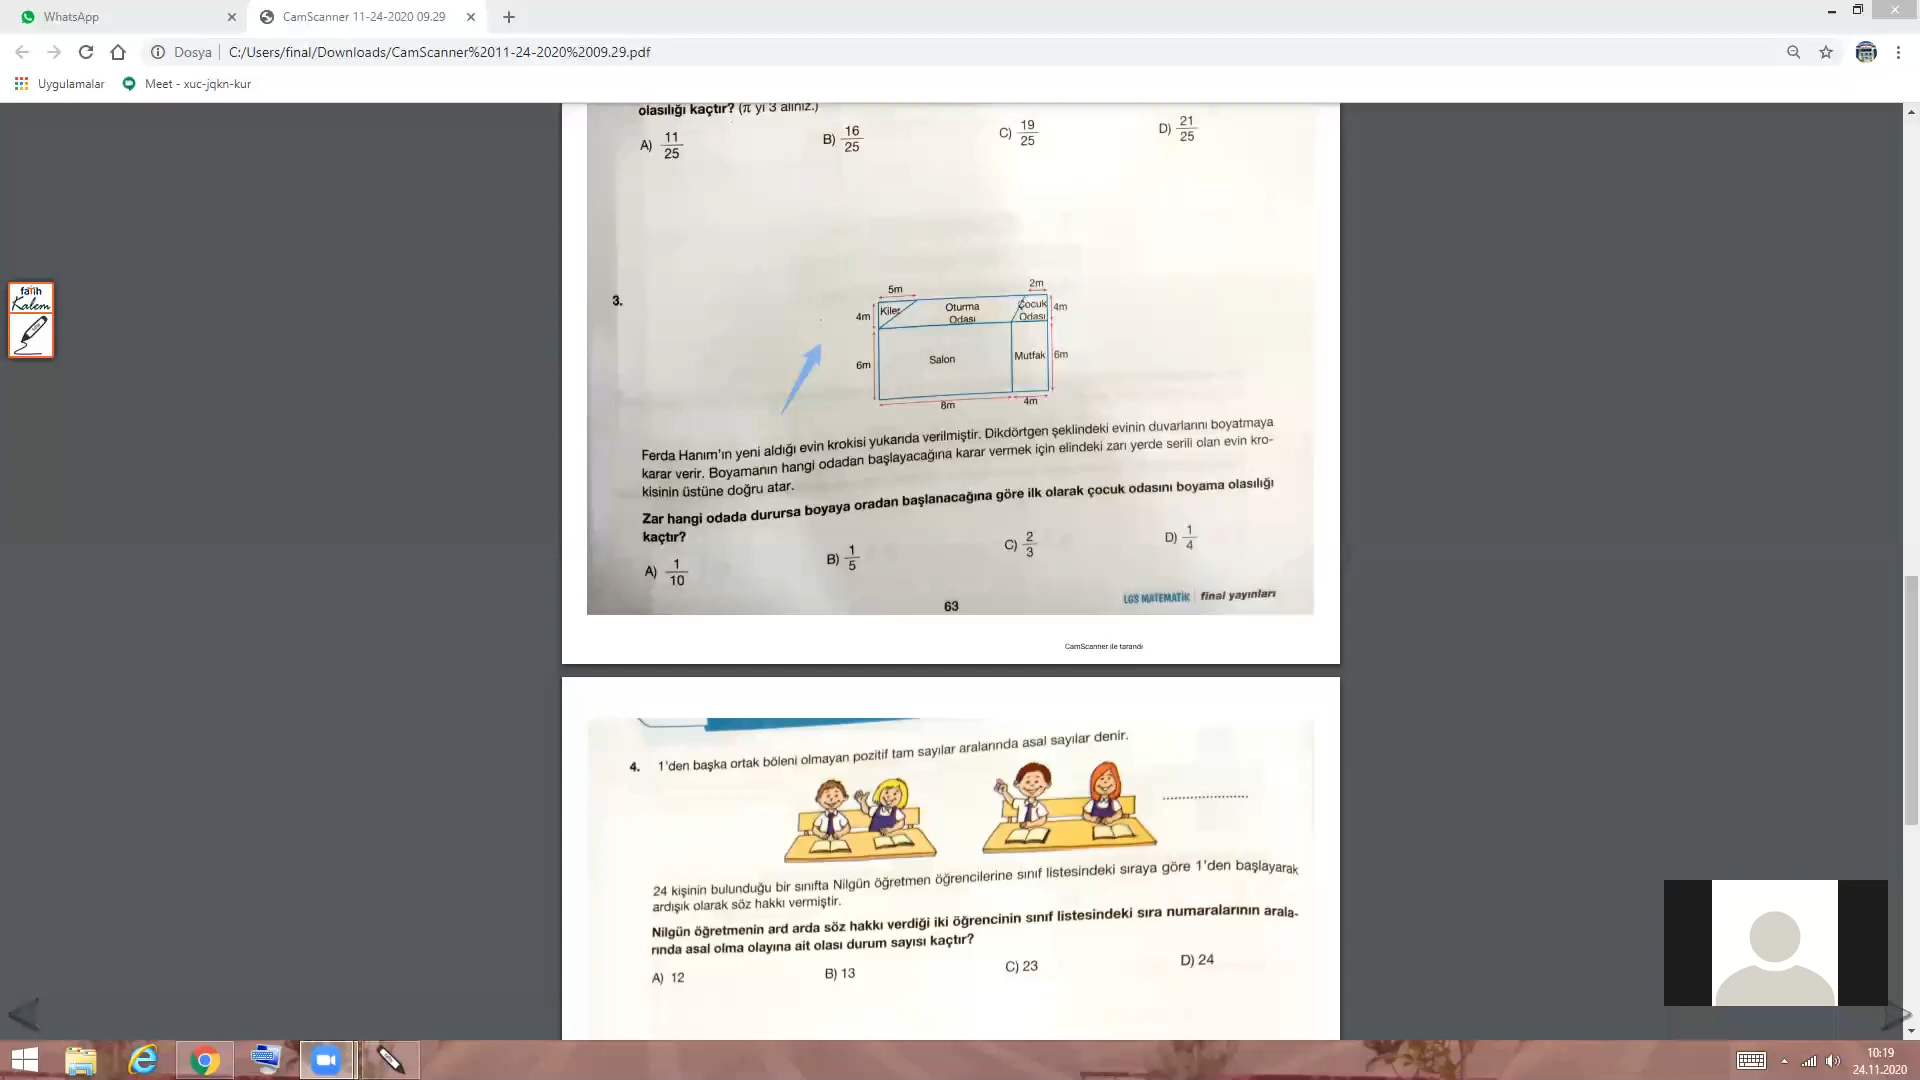 WhatsApp
CamScanner 11-24-2020 09.29
Dosya
C:/Users/final/Downloads/CamScanner%2011-24-2020%2009.29.pdf
Uygulamalar
Meet - xuc-jqkn-kur
fatih
Kalem
olasılığı kaçtır? (π yi 3 alınız.)
A) 11/25
B) 16/25
C) 19/25
D) 21/25
3.
5m
2m
4m
Kiler
Oturma
Odası
Çocuk
Odası
4m
6m
Salon
Mutfak
6m
8m
4m
Ferda Hanım'ın yeni aldığı evin krokisi yukarıda verilmiştir. Dikdörtgen şeklindeki evinin duvarlarını boyatmaya
karar verir. Boyamanın hangi odadan başlayacağına karar vermek için elindeki zarı yerde serili olan evin kro-
kisinin üstüne doğru atar.
Zar hangi odada durursa boyaya oradan başlanacağına göre ilk olarak çocuk odasını boyama olasılığı
kaçtır?
A) 1/10
B) 1/5
C) 2/3
D) 1/4
63
LGS MATEMATİK
final yayınları
CamScanner ile tarandı
4.
1'den başka ortak böleni olmayan pozitif tam sayılar aralarında asal sayılar denir.
....................
24 kişinin bulunduğu bir sınıfta Nilgün öğretmen öğrencilerine sınıf listesindeki sıraya göre 1'den başlayarak
ardışık olarak söz hakkı vermiştir.
Nilgün öğretmenin ard arda söz hakkı verdiği iki öğrencinin sınıf listesindeki sıra numaralarının arala-
rında asal olma olayına ait olası durum sayısı kaçtır?
A) 12
B) 13
C) 23
D) 24
10:19
24.11.2020